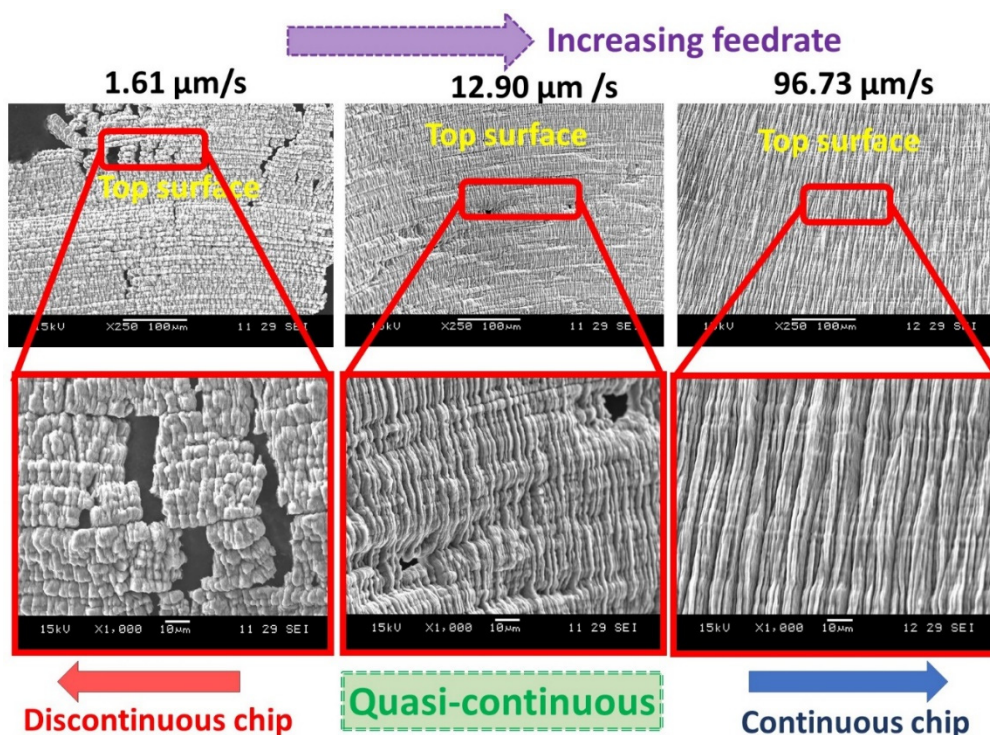 Increasing feedrate
1.61 μm/s
12.90 μm /s
96.73 μm/s
Top surface
Top surface
Top surface
15kV X250 100μm 11 29 SEI
15kV X250 100μm 11 29 SEI
15kV X250 100μm 12 29 SEI
15kV X1,000 10μm 11 29 SEI
15kV X1,000 10μm 11 29 SEI
15kV X1,000 10μm 12 29 SEI
Discontinuous chip
Quasi-continuous
Continuous chip